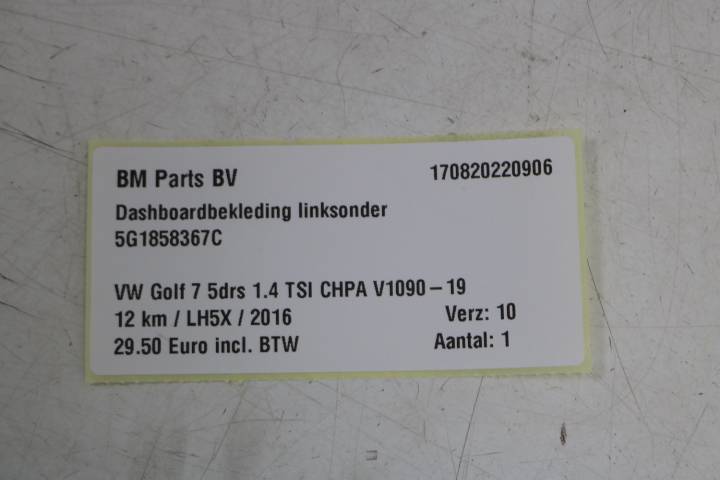 BM Parts BV 170820220906
Dashboardbekleding linksonder
5G1858367C
VW Golf 7 5drs 1.4 TSI CHPA V1090-19
12 km / LH5X / 2016 Verz: 10
29.50 Euro incl. BTW Aantal: 1